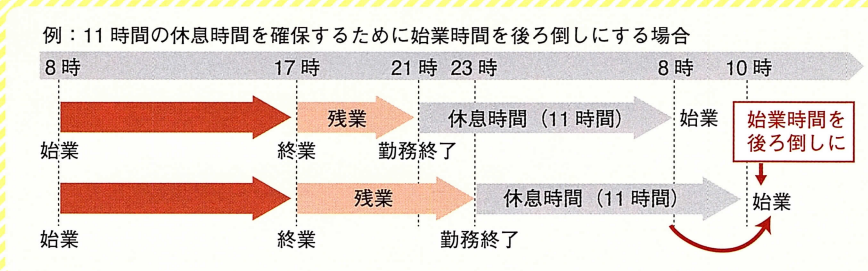 例：11時間の休息時間を確保するために始業時間を後ろ倒しにする場合
8時 17時 21時 23時 8時 10時
残業 休息時間（11時間） 始業
始業時間を
後ろ倒しに
始業 終業 勤務終了
残業 休息時間（11時間） 始業
始業 終業 勤務終了